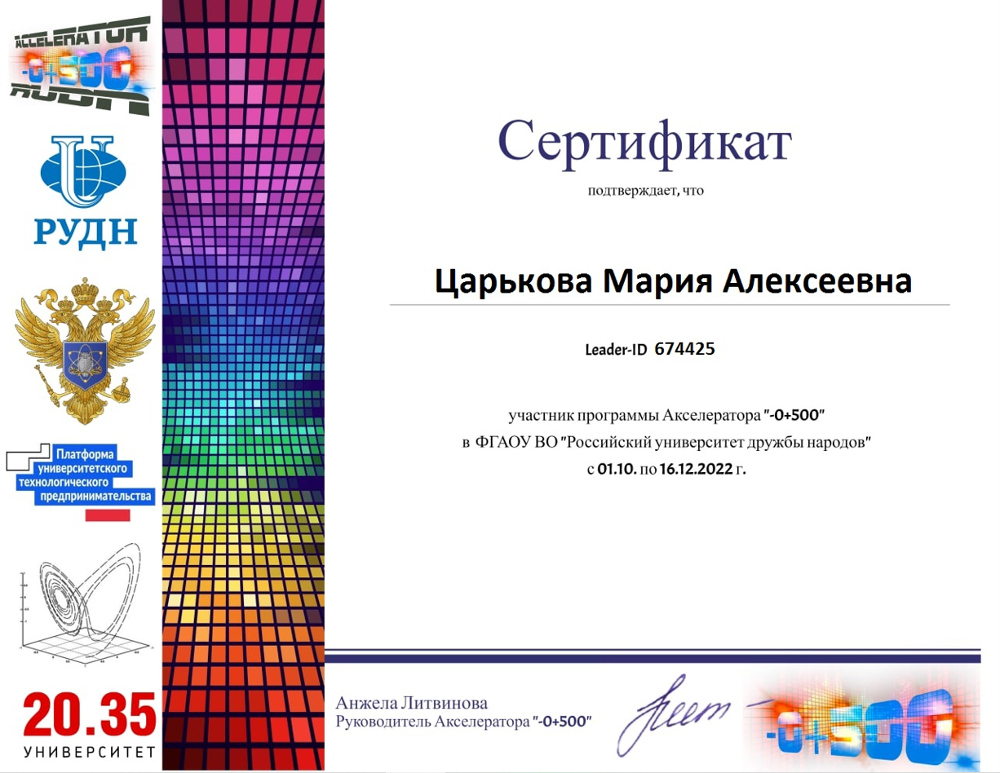 ACCELERATOR
-0+500
RUDN
РУДН
Платформа
университетского
технологического
предпринимательства
20.35
УНИВЕРСИТЕТ
Сертификат
подтверждает, что
Царькова Мария Алексеевна
Leader-ID 674425
участник программы Акселератора "-0+500"
в ФГАОУ ВО "Российский университет дружбы народов"
с 01.10. по 16.12.2022 г.
Анжела Литвинова
Руководитель Акселератора "-0+500"
-0+500